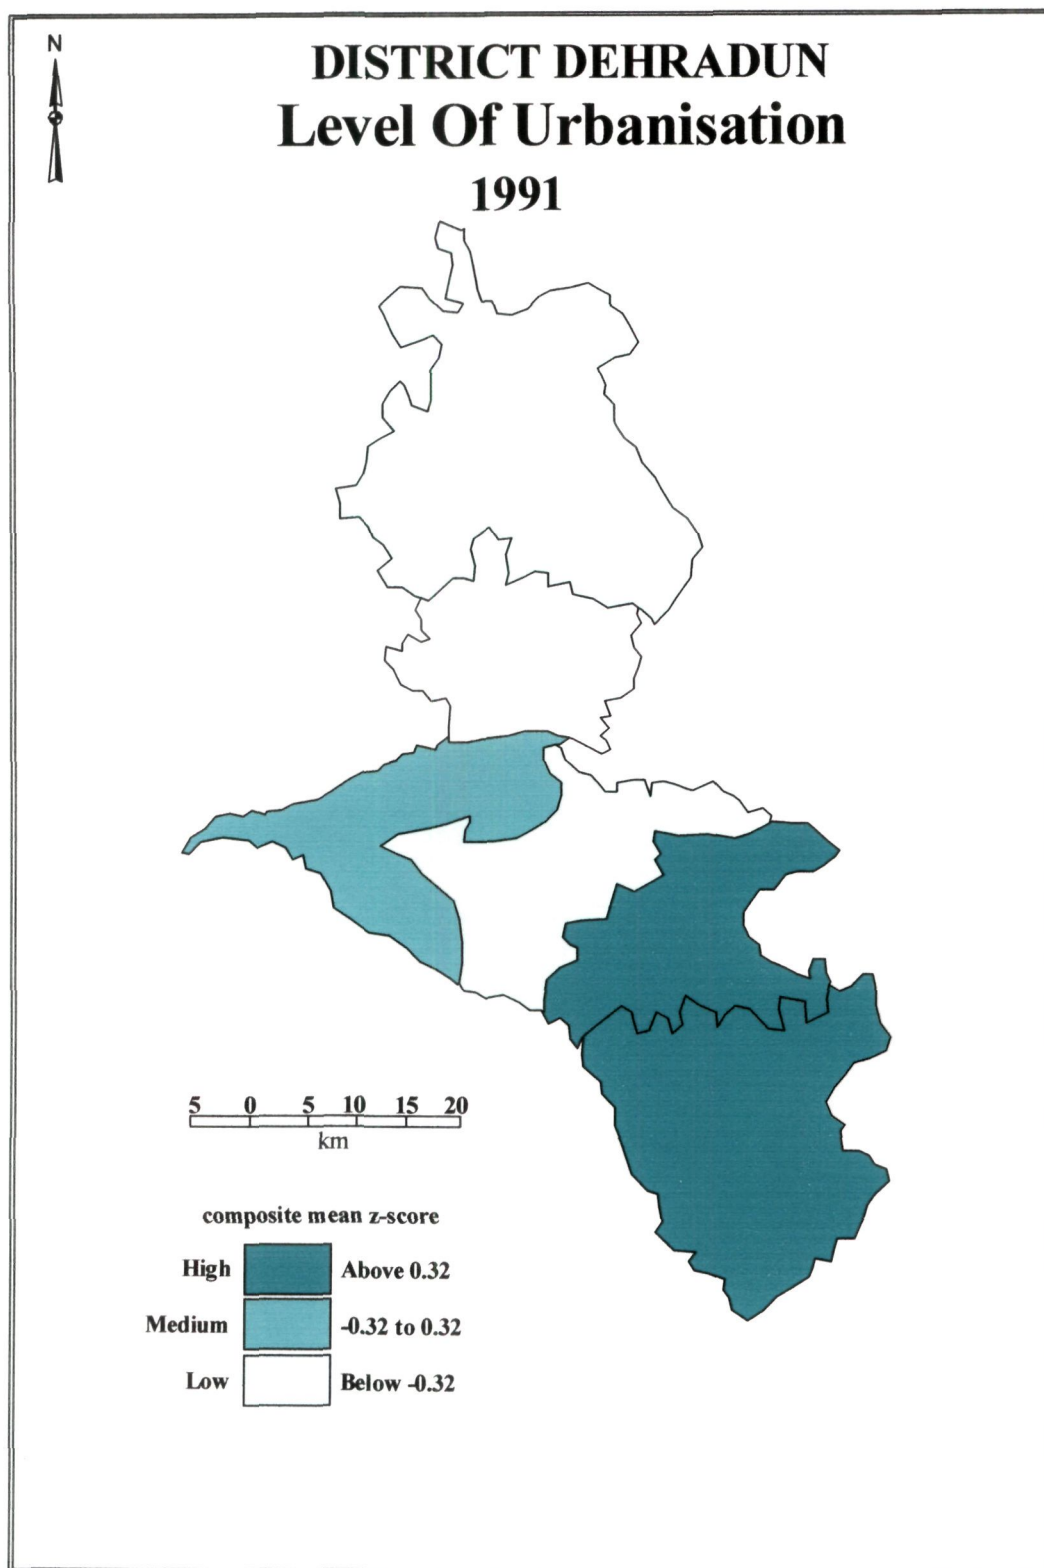 N
DISTRICT DEHRADUN
Level Of Urbanisation
1991
5 0 5 10 15 20
km
composite mean z-score
High Above 0.32
Medium -0.32 to 0.32
Low Below -0.32